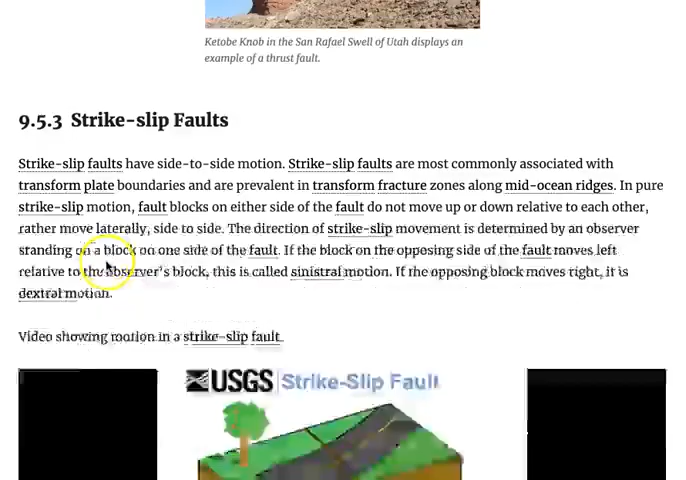 Ketobe Knob in the San Rafael Swell of Utah displays an
example of a thrust fault.
9.5.3 Strike-slip Faults
Strike-slip faults have side-to-side motion. Strike-slip faults are most commonly associated with
transform plate boundaries and are prevalent in transform fracture zones along mid-ocean ridges. In pure
strike-slip motion, fault blocks on either side of the fault do not move up or down relative to each other,
rather move laterally, side to side. The direction of strike-slip movement is determined by an observer
standing on a block on one side of the fault. If the block on the opposing side of the fault moves left
relative to the observer's block, this is called sinistral motion. If the opposing block moves right, it is
dextral motion.
Video showing motion in a strike-slip fault.
USGS Strike-Slip Fault